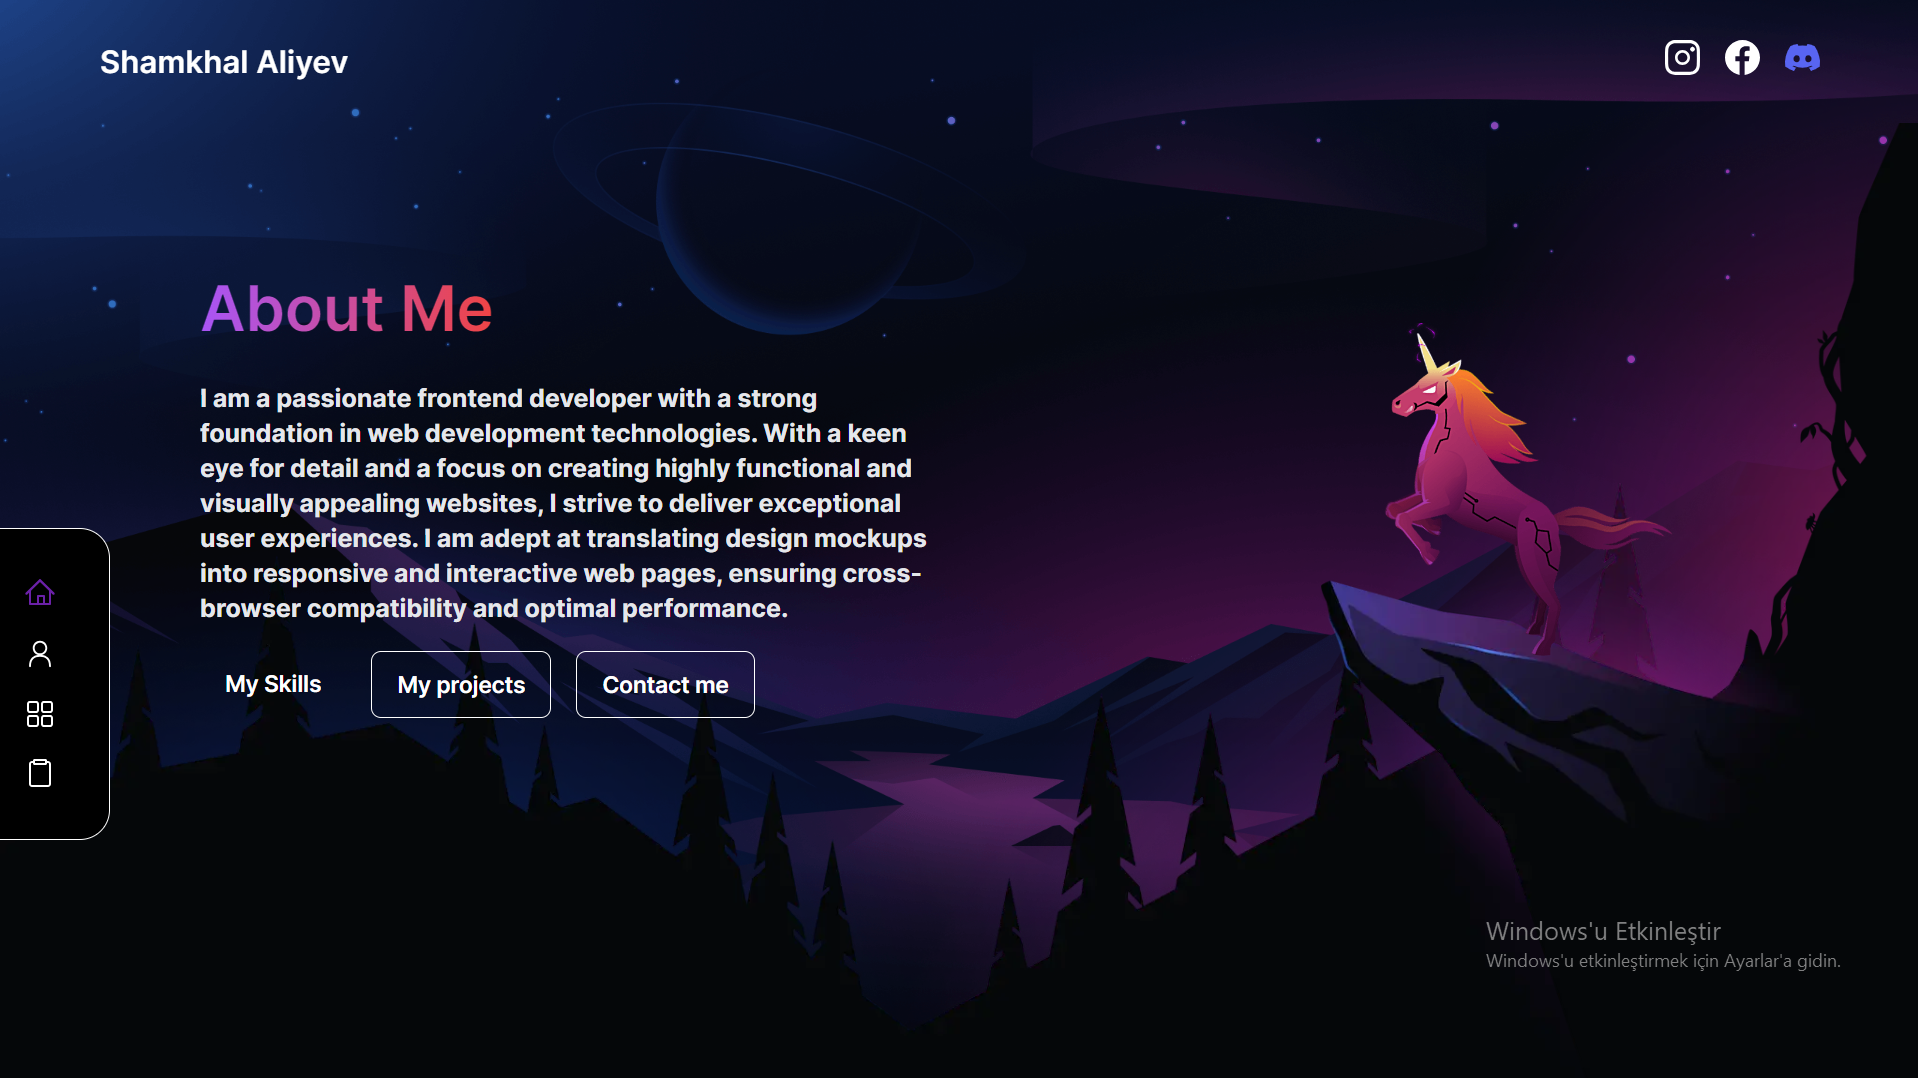 Shamkhal Aliyev
About Me
I am a passionate frontend developer with a strong
foundation in web development technologies. With a keen
eye for detail and a focus on creating highly functional and
visually appealing websites, I strive to deliver exceptional
user experiences. I am adept at translating design mockups
into responsive and interactive web pages, ensuring cross-
browser compatibility and optimal performance.
My Skills
My projects
Contact me
Windows'u Etkinleştir
Windows'u etkinleştirmek için Ayarlar'a gidin.